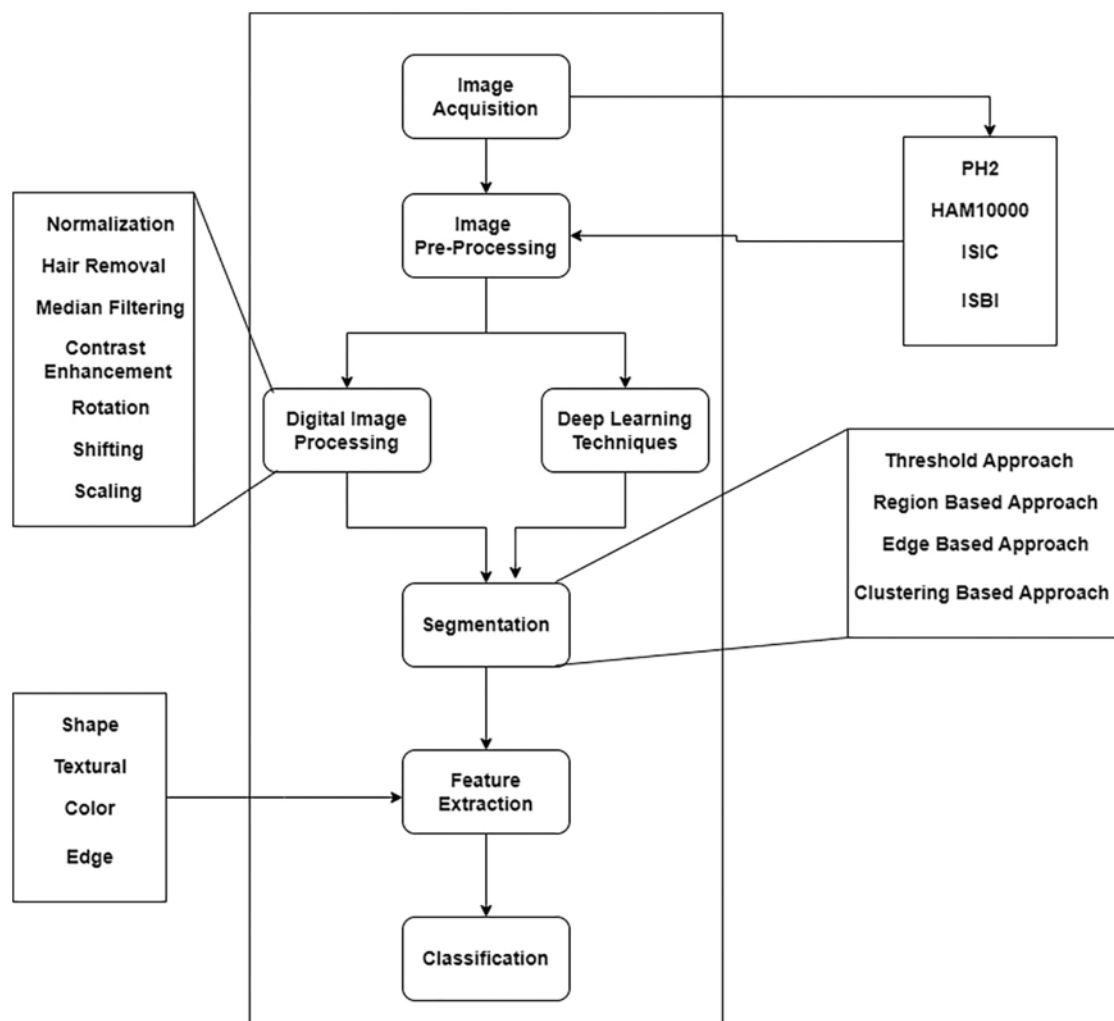 Image
Acquisition
PH2
HAM10000
ISIC
ISBI
Image
Pre-Processing
Normalization
Hair Removal
Median Filtering
Contrast
Enhancement
Rotation
Shifting
Scaling
Digital Image
Processing
Deep Learning
Techniques
Threshold Approach
Region Based Approach
Edge Based Approach
Clustering Based Approach
Segmentation
Shape
Textural
Color
Edge
Feature
Extraction
Classification